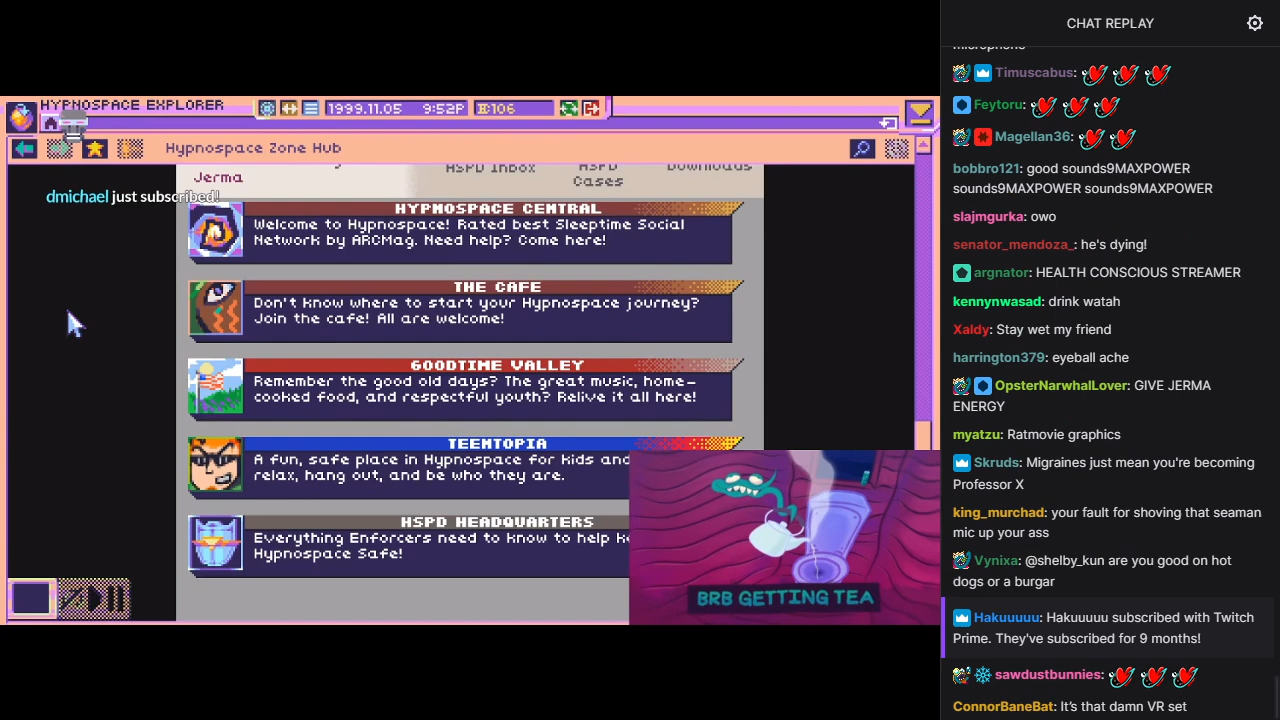 CHAT REPLAY
HYPNOSPACE EXPLORER
1999.11.05 9:52P
106
Hypnospace Zone Hub
Jerma
HSPD Inbox
HSPD
Cases
Downloads
dmichael just subscribed!
HYPNOSPACE CENTRAL
Welcome to Hypnospace! Rated best Sleeptime Social
Network by ARCMag. Need help? Come here!
THE CAFE
Don't know where to start your Hypnospace journey?
Join the cafe! All are welcome!
GOODTIME VALLEY
Remember the good old days? The great music, home-
cooked food, and respectful youth? Relive it all here!
TEENTOPIA
A fun, safe place in Hypnospace for kids and
relax, hang out, and be who they are.
HSPD HEADQUARTERS
Everything Enforcers need to know to help
Hypnospace Safe!
BRB GETTING TEA
microphone
Timuscabus:
Feytoru:
Magellan36:
bobbro121: good sounds9MAXPOWER
sounds9MAXPOWER sounds9MAXPOWER
slajmgurka: owo
senator_mendoza_: he's dying!
argnator: HEALTH CONSCIOUS STREAMER
kennynwasad: drink watah
Xaldy: Stay wet my friend
harrington379: eyeball ache
OpsterNarwhalLover: GIVE JERMA
ENERGY
myatzu: Ratmovie graphics
Skruds: Migraines just mean you're becoming
Professor X
king_murchad: your fault for shoving that seaman
mic up your ass
Vynixa: @shelby_kun are you good on hot
dogs or a burgar
Hakuuuuu: Hakuuuuu subscribed with Twitch
Prime. They've subscribed for 9 months!
sawdustbunnies:
ConnorBaneBat: It's that damn VR set